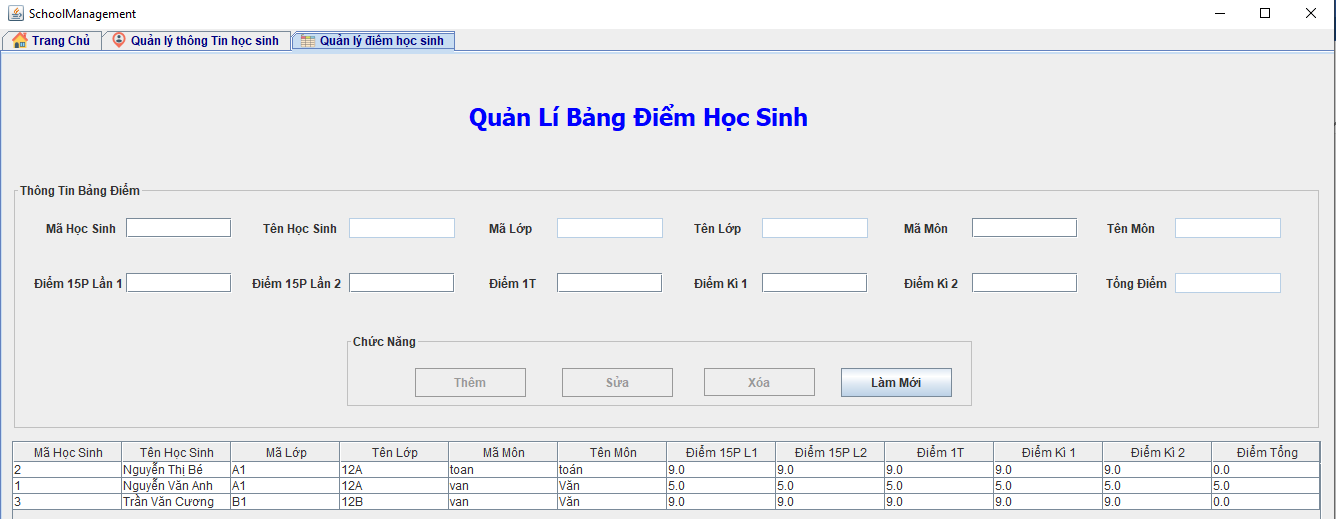 SchoolManagement
Trang Chủ Quản lý thông Tin học sinh Quản lý điểm học sinh
Quản Lí Bảng Điểm Học Sinh
Thông Tin Bảng Điểm
Mã Học Sinh Tên Học Sinh Mã Lớp Tên Lớp Mã Môn Tên Môn
Điểm 15P Lần 1 Điểm 15P Lần 2 Điểm 1T Điểm Kì 1 Điểm Kì 2 Tổng Điểm
Chức Năng
Thêm Sửa Xóa Làm Mới
Mã Học Sinh Tên Học Sinh Mã Lớp Tên Lớp Mã Môn Tên Môn Điểm 15P L1 Điểm 15P L2 Điểm 1T Điểm Kì 1 Điểm Kì 2 Điểm Tổng
2 Nguyễn Thị Bé A1 12A toan toán 9.0 9.0 9.0 9.0 9.0 0.0
1 Nguyễn Văn Anh A1 12A van Văn 5.0 5.0 5.0 5.0 5.0 5.0
3 Trần Văn Cương B1 12B van Văn 9.0 9.0 9.0 9.0 9.0 0.0